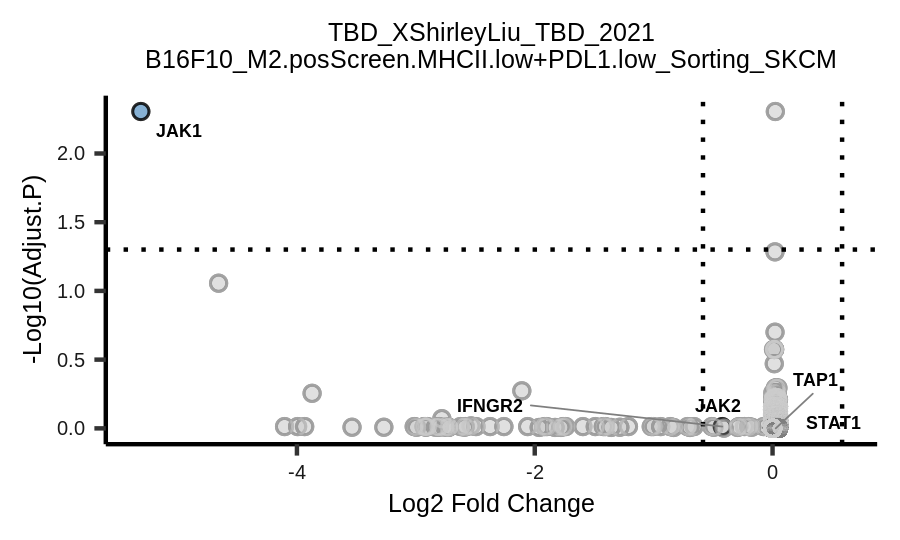 TBD_XShirleyLiu_TBD_2021
B16F10_M2.posScreen.MHCII.low+PDL1.low_Sorting_SKCM
-Log10(Adjust.P)
2.0
1.5
1.0
0.5
0.0
JAK1
IFNGR2
JAK2
TAP1
STAT1
-4
-2
0
Log2 Fold Change